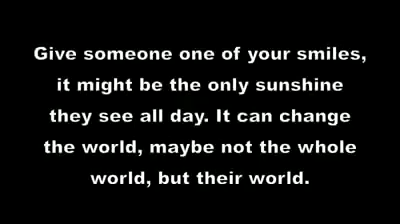 Give someone one of your smiles,
it might be the only sunshine
they see all day. It can change
the world, maybe not the whole
world, but their world.